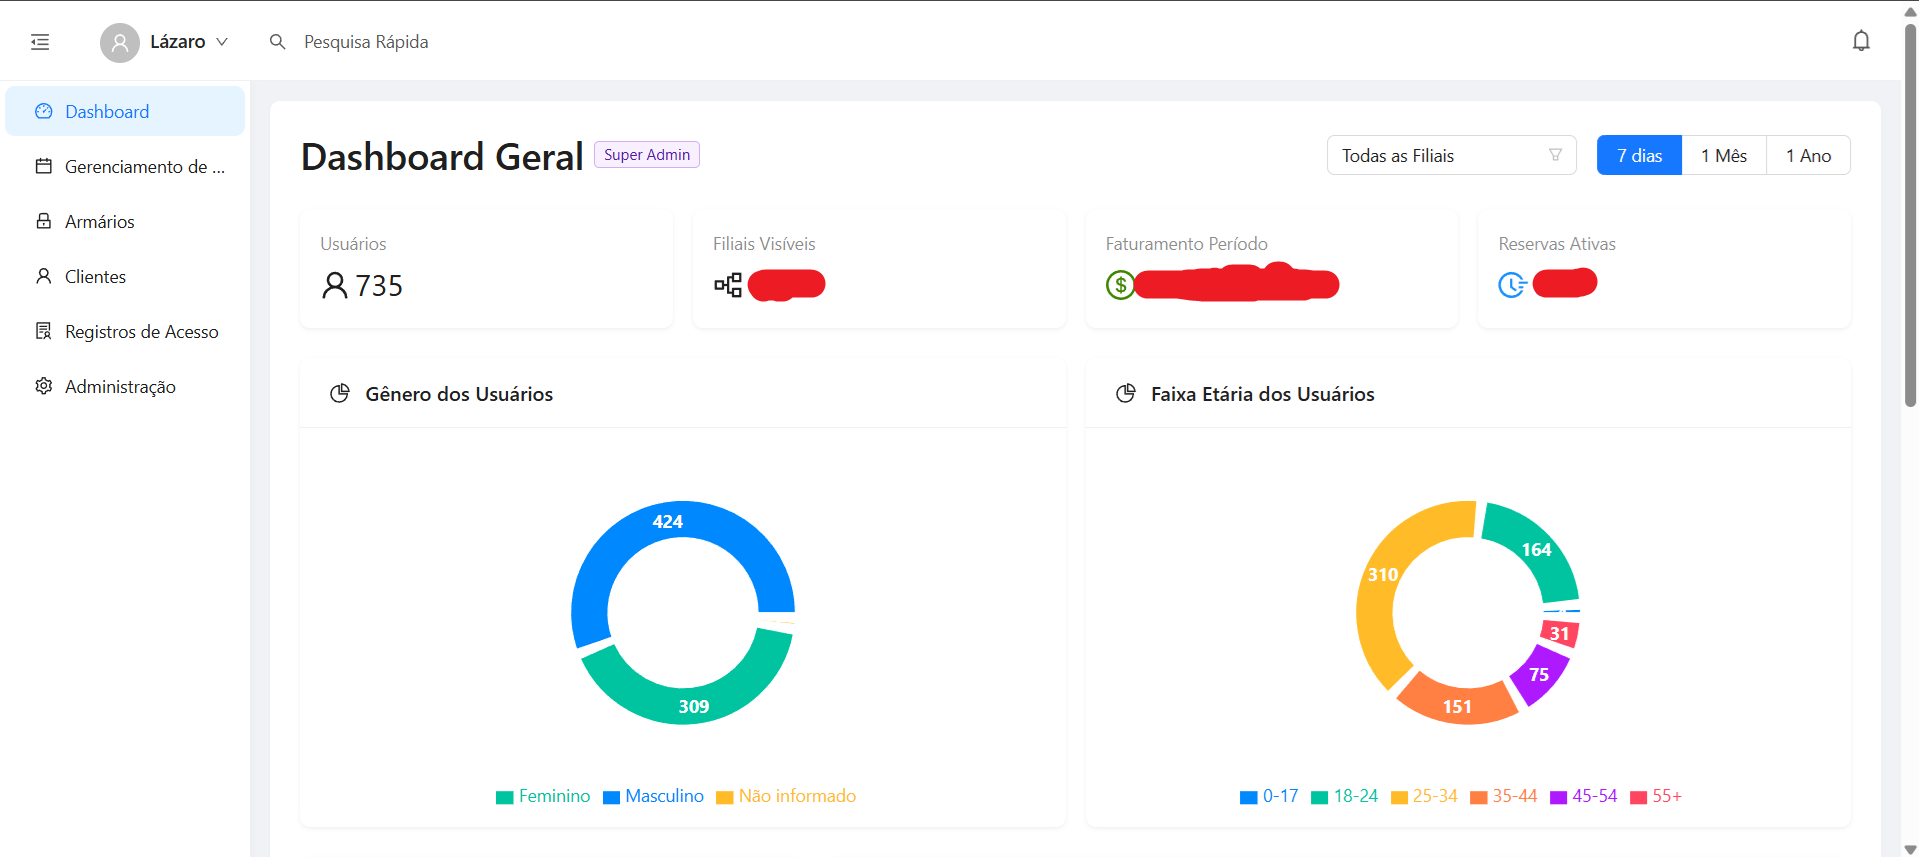 Lázaro
Pesquisa Rápida
Dashboard
Gerenciamento de ...
Armários
Clientes
Registros de Acesso
Administração
Dashboard Geral
Super Admin
Todas as Filiais
7 dias
1 Mês
1 Ano
Usuários
735
Filiais Visíveis
Faturamento Período
$
Reservas Ativas
Gênero dos Usuários
424
309
Feminino Masculino Não informado
Faixa Etária dos Usuários
164
310
31
75
151
0-17 18-24 25-34 35-44 45-54 55+